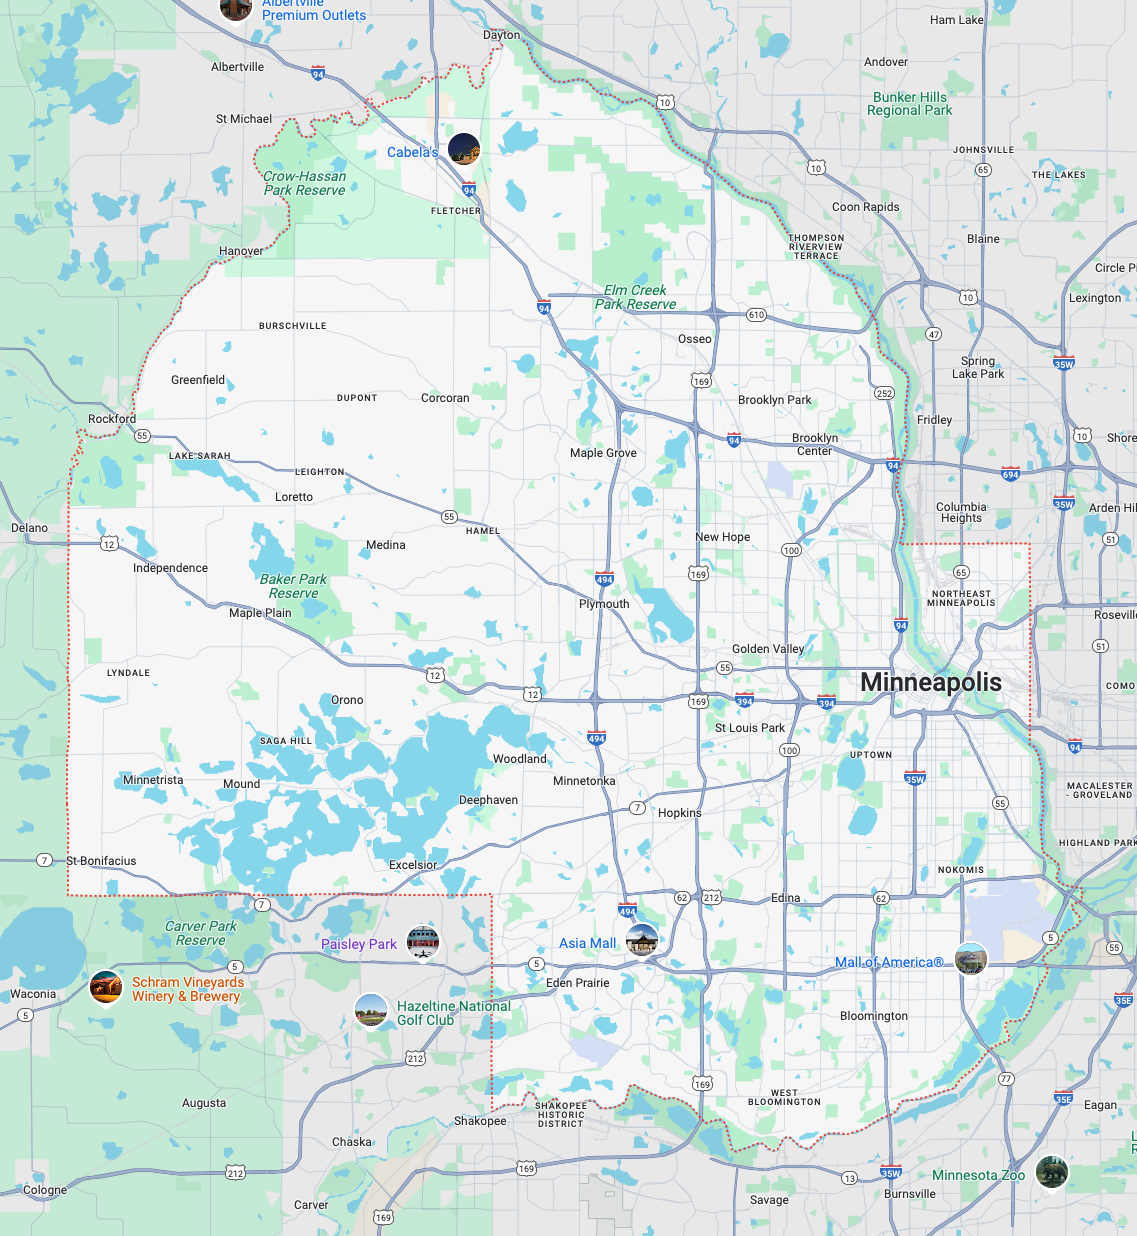 Albertville
Premium Outlets
Dayton
Ham Lake
Albertville
94
Andover
10
Bunker Hills
Regional Park
St Michael
Cabela's
JOHNSVILLE
10
65
THE LAKES
Crow-Hassan
Park Reserve
94
FLETCHER
Coon Rapids
Hanover
THOMPSON
RIVERVIEW
TERRACE
Blaine
Circle Pi
Elm Creek
Park Reserve
10
Lexington
94
610
BURSCHVILLE
Osseo
47
Spring
Lake Park
35W
Greenfield
169
DUPONT
Corcoran
Brooklyn Park
252
Rockford
55
Fridley
94
Brooklyn
Center
10
Shore
LAKE SARAH
Maple Grove
LEIGHTON
94
694
Loretto
35W
Delano
55
HAMEL
Columbia
Heights
Arden Hil
12
Medina
New Hope
100
51
Independence
Baker Park
Reserve
494
169
65
Maple Plain
Plymouth
NORTHEAST
MINNEAPOLIS
94
Roseville
Golden Valley
51
LYNDALE
12
55
Minneapolis
COMO
Orono
12
169
394
394
St Louis Park
SAGA HILL
494
100
94
Woodland
UPTOWN
Minnetrista
Mound
Minnetonka
35W
MACALESTER
- GROVELAND
Deephaven
7
Hopkins
55
HIGHLAND PARK
7
St Bonifacius
Excelsior
NOKOMIS
7
62
212
Edina
62
494
Carver Park
Reserve
Paisley Park
Asia Mall
5
55
5
5
Mall of America®
Schram Vineyards
Winery & Brewery
Eden Prairie
Waconia
Hazeltine National
Golf Club
35E
5
Bloomington
212
169
77
WEST
BLOOMINGTON
35E
Augusta
SHAKOPEE
HISTORIC
DISTRICT
Eagan
Shakopee
Chaska
212
169
13
35W
Minnesota Zoo
Cologne
Savage
Burnsville
Carver
169